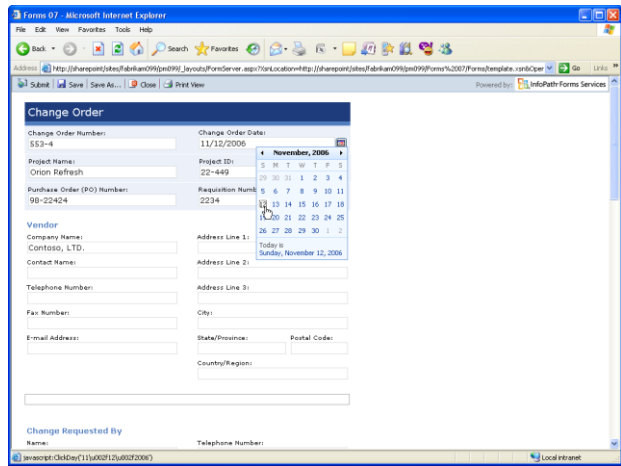 Forms 07 - Microsoft Internet Explorer
File Edit View Favorites Tools Help
Back Search Favorites
Address http://sharepoint/sites/fabrikam099/pm099/_layouts/FormServer.aspx?XsnLocation=http://sharepoint/sites/Fabrikam099/pm099/Forms%2007/Forms/template.xsn&Oper Go Links »
Submit Save Save As... Close Print View Powered by: InfoPath Forms Services
Change Order
Change Order Number: Change Order Date:
553-4 11/12/2006
Project Name: Project ID:
Orion Refresh 22-449
Purchase Order (PO) Number: Requisition Numb
98-22424 2234
November, 2006
S M T W T F S
29 30 31 1 2 3 4
5 6 7 8 9 10 11
12 13 14 15 16 17 18
19 20 21 22 23 24 25
26 27 28 29 30 1 2
Today is
Sunday, November 12, 2006
Vendor
Company Name: Address Line 1:
Contoso, LTD.
Contact Name: Address Line 2:
Telephone Number: Address Line 3:
Fax Number: City:
E-mail Address: State/Province: Postal Code:
Country/Region:
Change Requested By
Name: Telephone Number:
javascript:ClickDay('11\u002f12\u002f2006') Local intranet